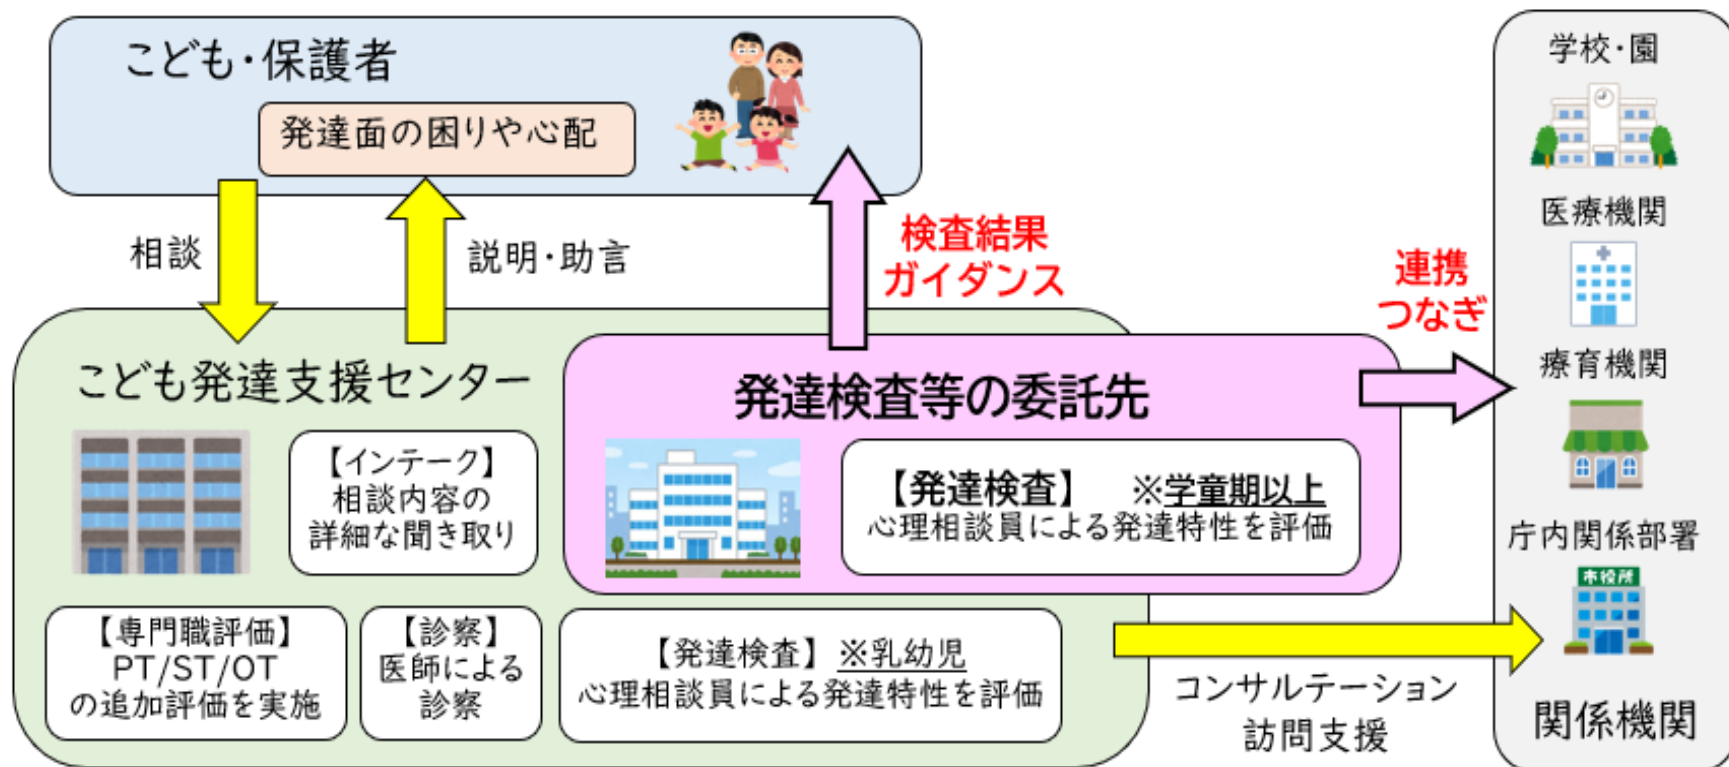 こども・保護者
発達面の困りや心配
相談
説明・助言
検査結果
ガイダンス
連携
つなぎ
こども発達支援センター
【インテーク】
相談内容の
詳細な聞き取り
【専門職評価】
PT/ST/OT
の追加評価を実施
【診察】
医師による
診察
【発達検査】※乳幼児
心理相談員による発達特性を評価
発達検査等の委託先
【発達検査】 ※学童期以上
心理相談員による発達特性を評価
コンサルテーション
訪問支援
学校・園
医療機関
療育機関
庁内関係部署
市役所
関係機関